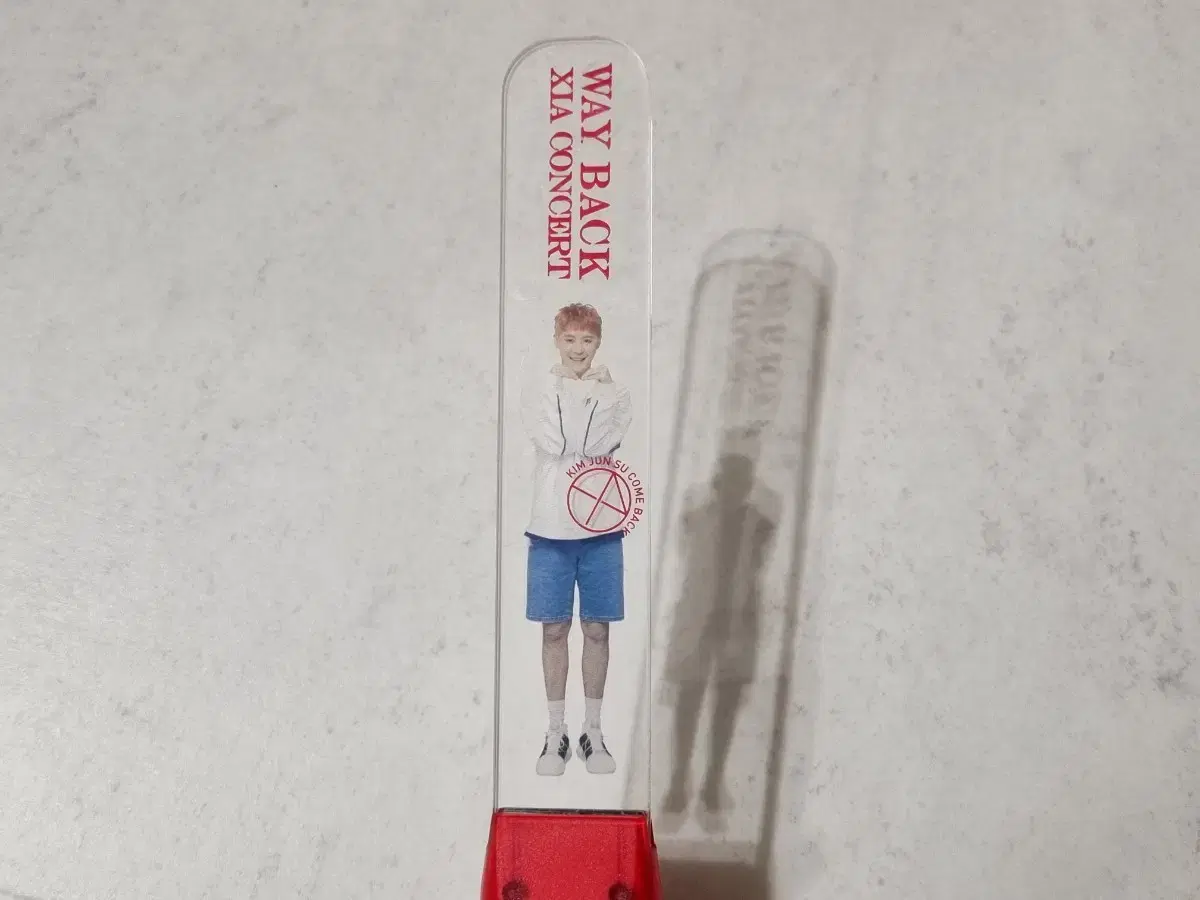 WAY BACK
XIA CONCERT
KIM JUN SU COME BACK